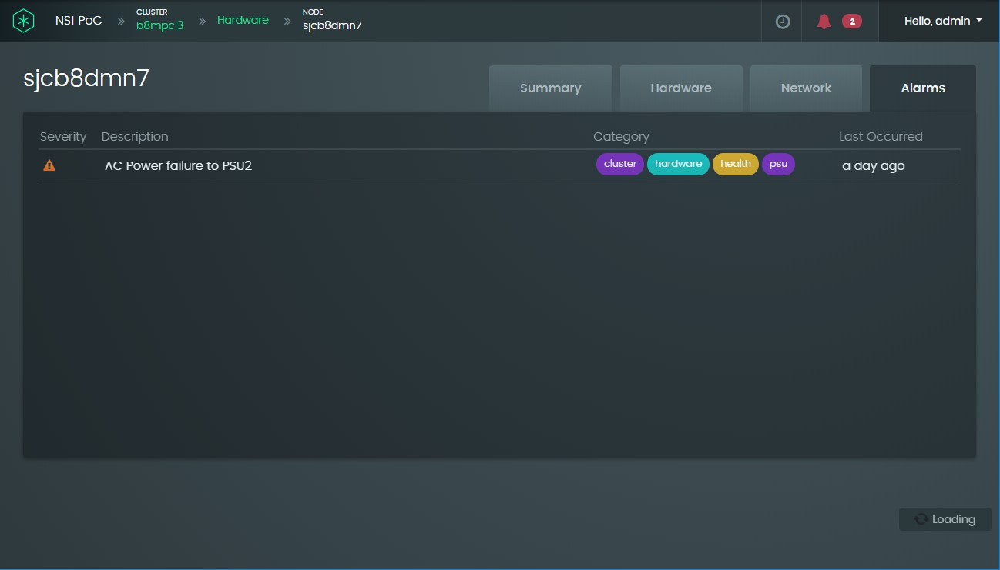 NS1 PoC
CLUSTER
b8mpcl3
Hardware
NODE
sjcb8dmn7
2
Hello, admin
sjcb8dmn7
Summary
Hardware
Network
Alarms
Severity Description Category Last Occurred
AC Power failure to PSU2 cluster hardware health psu a day ago
Loading